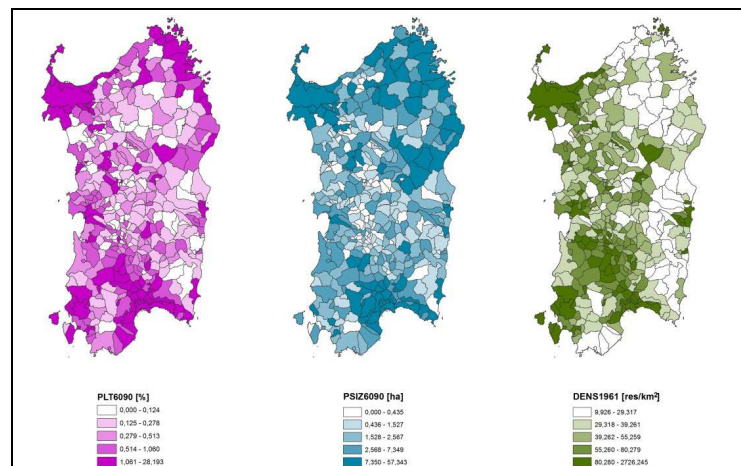 PLT6090 [%]
0,000 - 0,124
0,125 - 0,278
0,279 - 0,513
0,514 - 1,060
1,061 - 28,193
PSIZ6090 [ha]
0,000 - 0,435
0,436 - 1,527
1,528 - 2,567
2,568 - 7,349
7,350 - 57,343
DENS1961 [res/km²]
9,926 - 29,317
29,318 - 39,261
39,262 - 55,259
55,260 - 80,279
80,280 - 2726,245